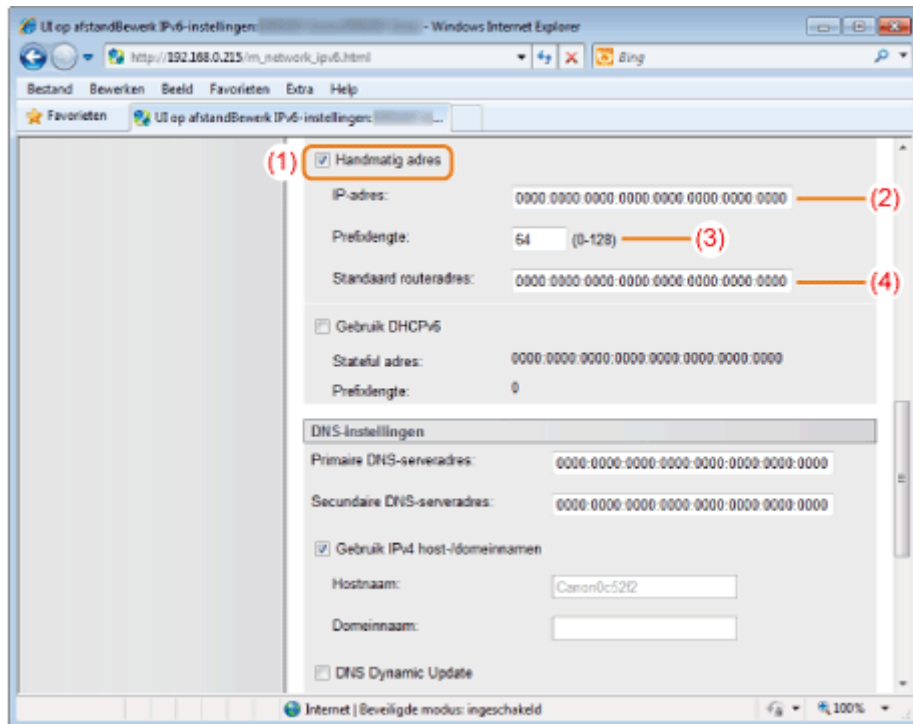 UI op afstandBewerk IPv6-instellingen: - Windows Internet Explorer
http://192.168.0.215/m_network_ipv6.html
Bing
Bestand Bewerken Beeld Favorieten Extra Help
Favorieten UI op afstandBewerk IPv6-instellingen: ...
(1) Handmatig adres
IP-adres: 0000:0000:0000:0000:0000:0000:0000:0000 (2)
Prefixlengte: 64 (0-128) (3)
Standaard routeradres: 0000:0000:0000:0000:0000:0000:0000:0000 (4)
Gebruik DHCPv6
Stateful adres: 0000:0000:0000:0000:0000:0000:0000:0000
Prefixlengte: 0
DNS-instellingen
Primaire DNS-serveradres: 0000:0000:0000:0000:0000:0000:0000:0000
Secundaire DNS-serveradres: 0000:0000:0000:0000:0000:0000:0000:0000
Gebruik IPv4 host-/domeinnamen
Hostnaam: Canon0c52f2
Domeinnaam:
DNS Dynamic Update
Internet | Beveiligde modus: ingeschakeld 100%